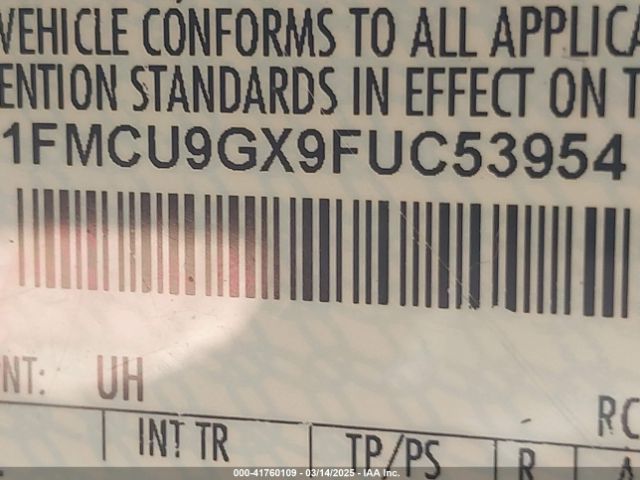 VEHICLE CONFORMS TO ALL APPLICA
ENTION STANDARDS IN EFFECT ON T
1FMCU9GX9FUC53954
NT: UH
RC
INT TR TP/PS R A
000-41760109 - 03/14/2025 - IAA Inc.